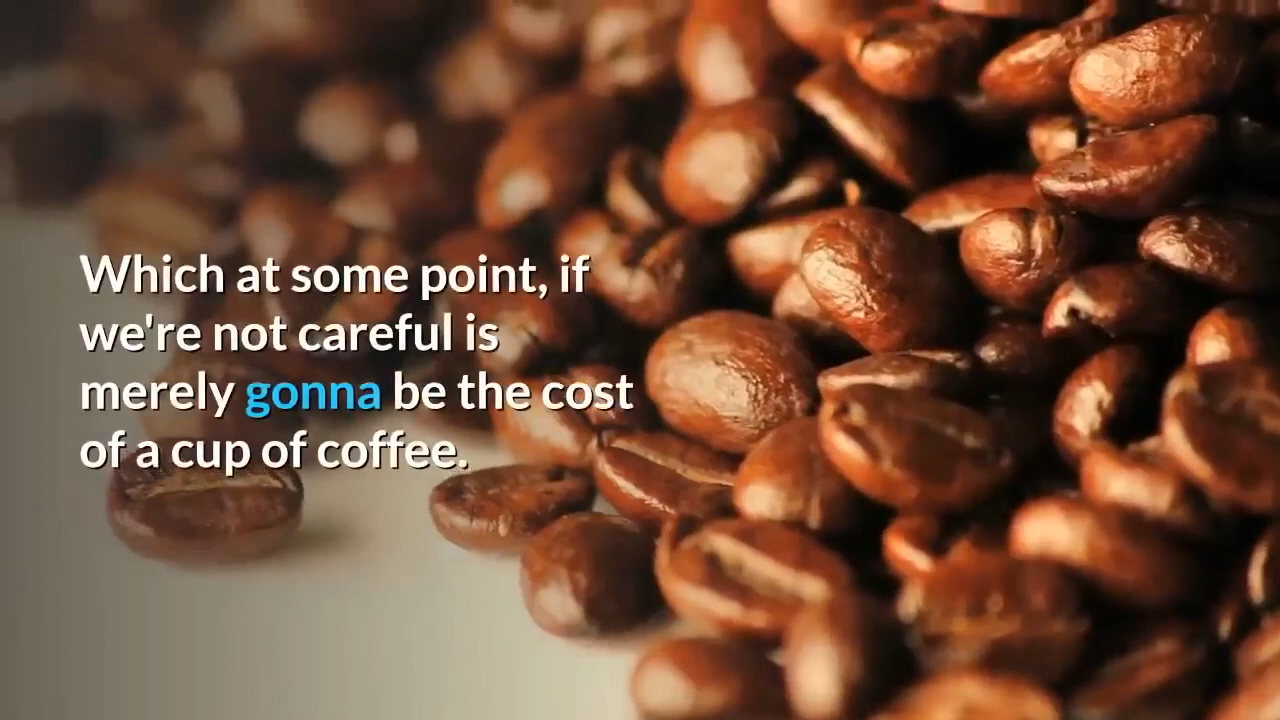 Which at some point, if
we're not careful is
merely gonna be the cost
of a cup of coffee.